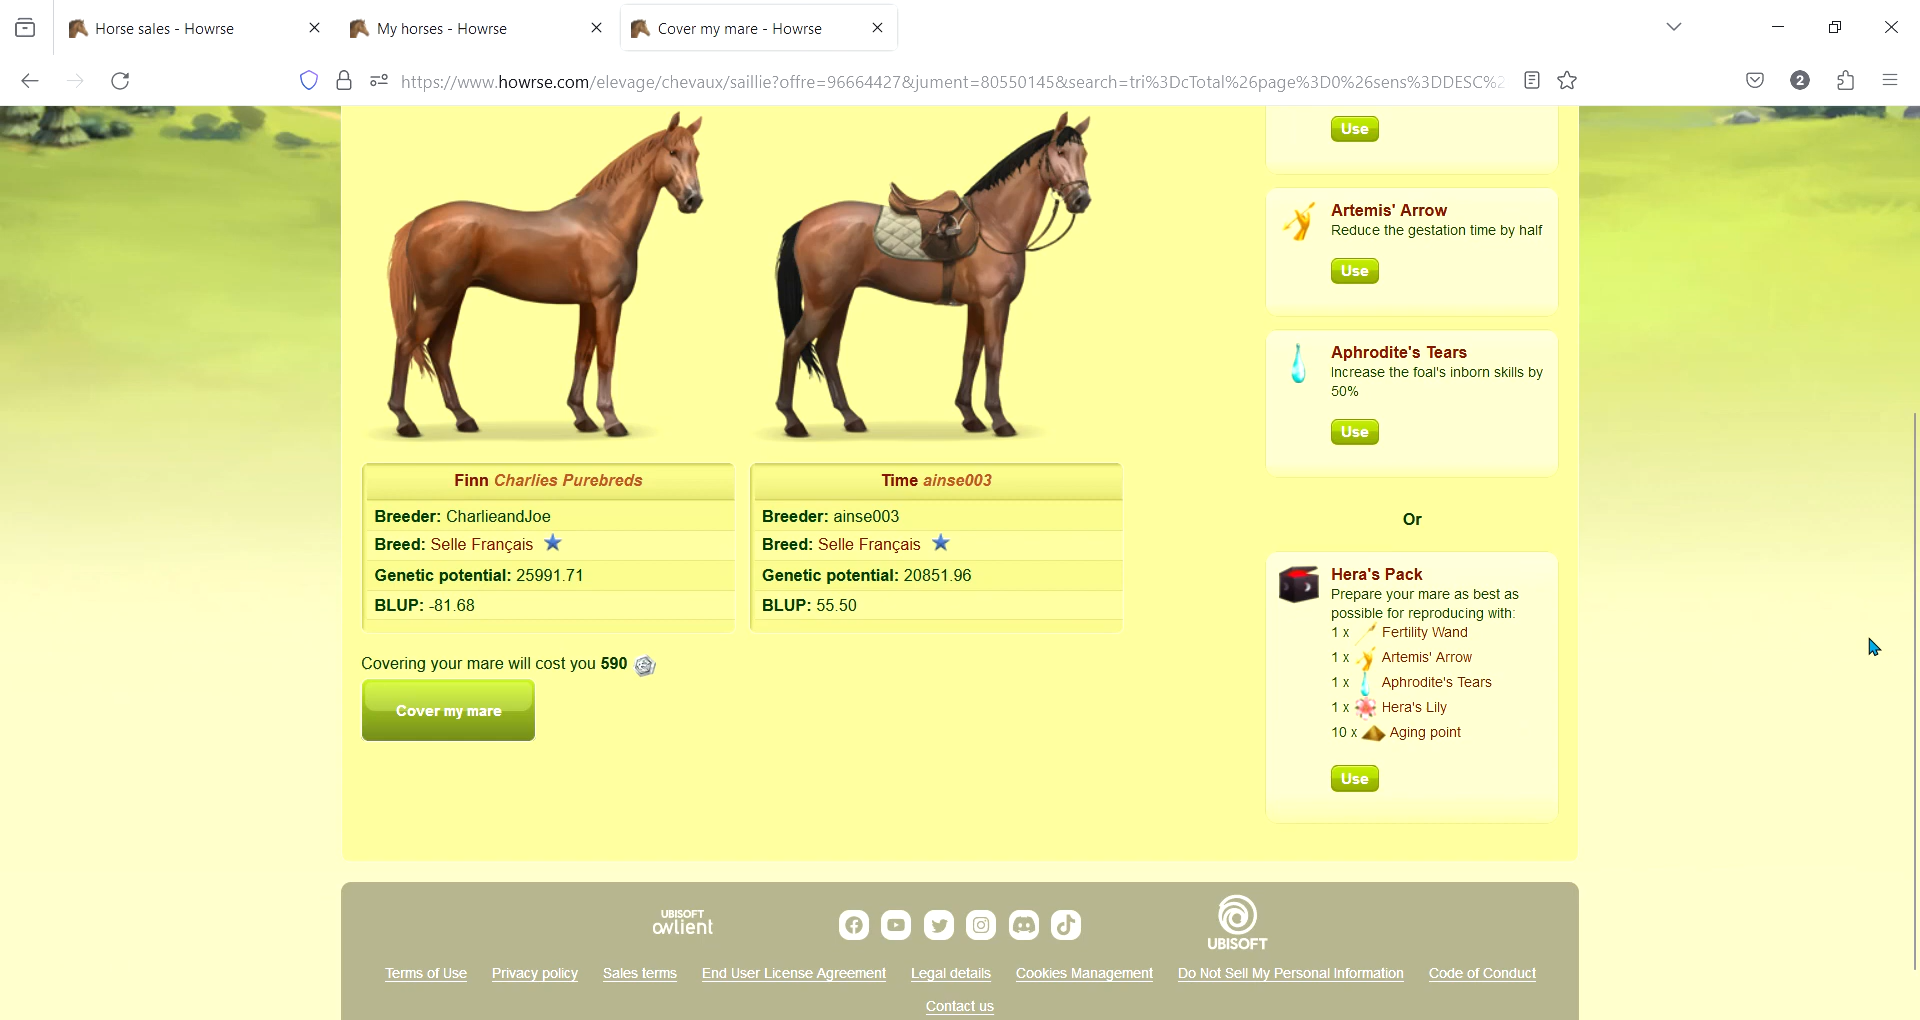 Horse sales - Howrse
My horses - Howrse
Cover my mare - Howrse
https://www.howrse.com/elevage/chevaux/saillie?offre=96664427&jument=80550145&search=tri%3DcTotal%26page%3D0%26sens%3DDESC%2
2
Use
Artemis' Arrow
Reduce the gestation time by half
Use
Aphrodite's Tears
Increase the foal's inborn skills by
50%
Use
Finn Charlies Purebreds
Breeder: CharlieandJoe
Breed: Selle Français
Genetic potential: 25991.71
BLUP: -81.68
Time ainse003
Breeder: ainse003
Breed: Selle Français
Genetic potential: 20851.96
BLUP: 55.50
Covering your mare will cost you 590
Cover my mare
Or
Hera's Pack
Prepare your mare as best as
possible for reproducing with:
1 x Fertility Wand
1 x Artemis' Arrow
1 x Aphrodite's Tears
1 x Hera's Lily
10 x Aging point
Use
UBISOFT
owlient
UBISOFT
Terms of Use Privacy policy Sales terms End User License Agreement Legal details Cookies Management Do Not Sell My Personal Information Code of Conduct
Contact us